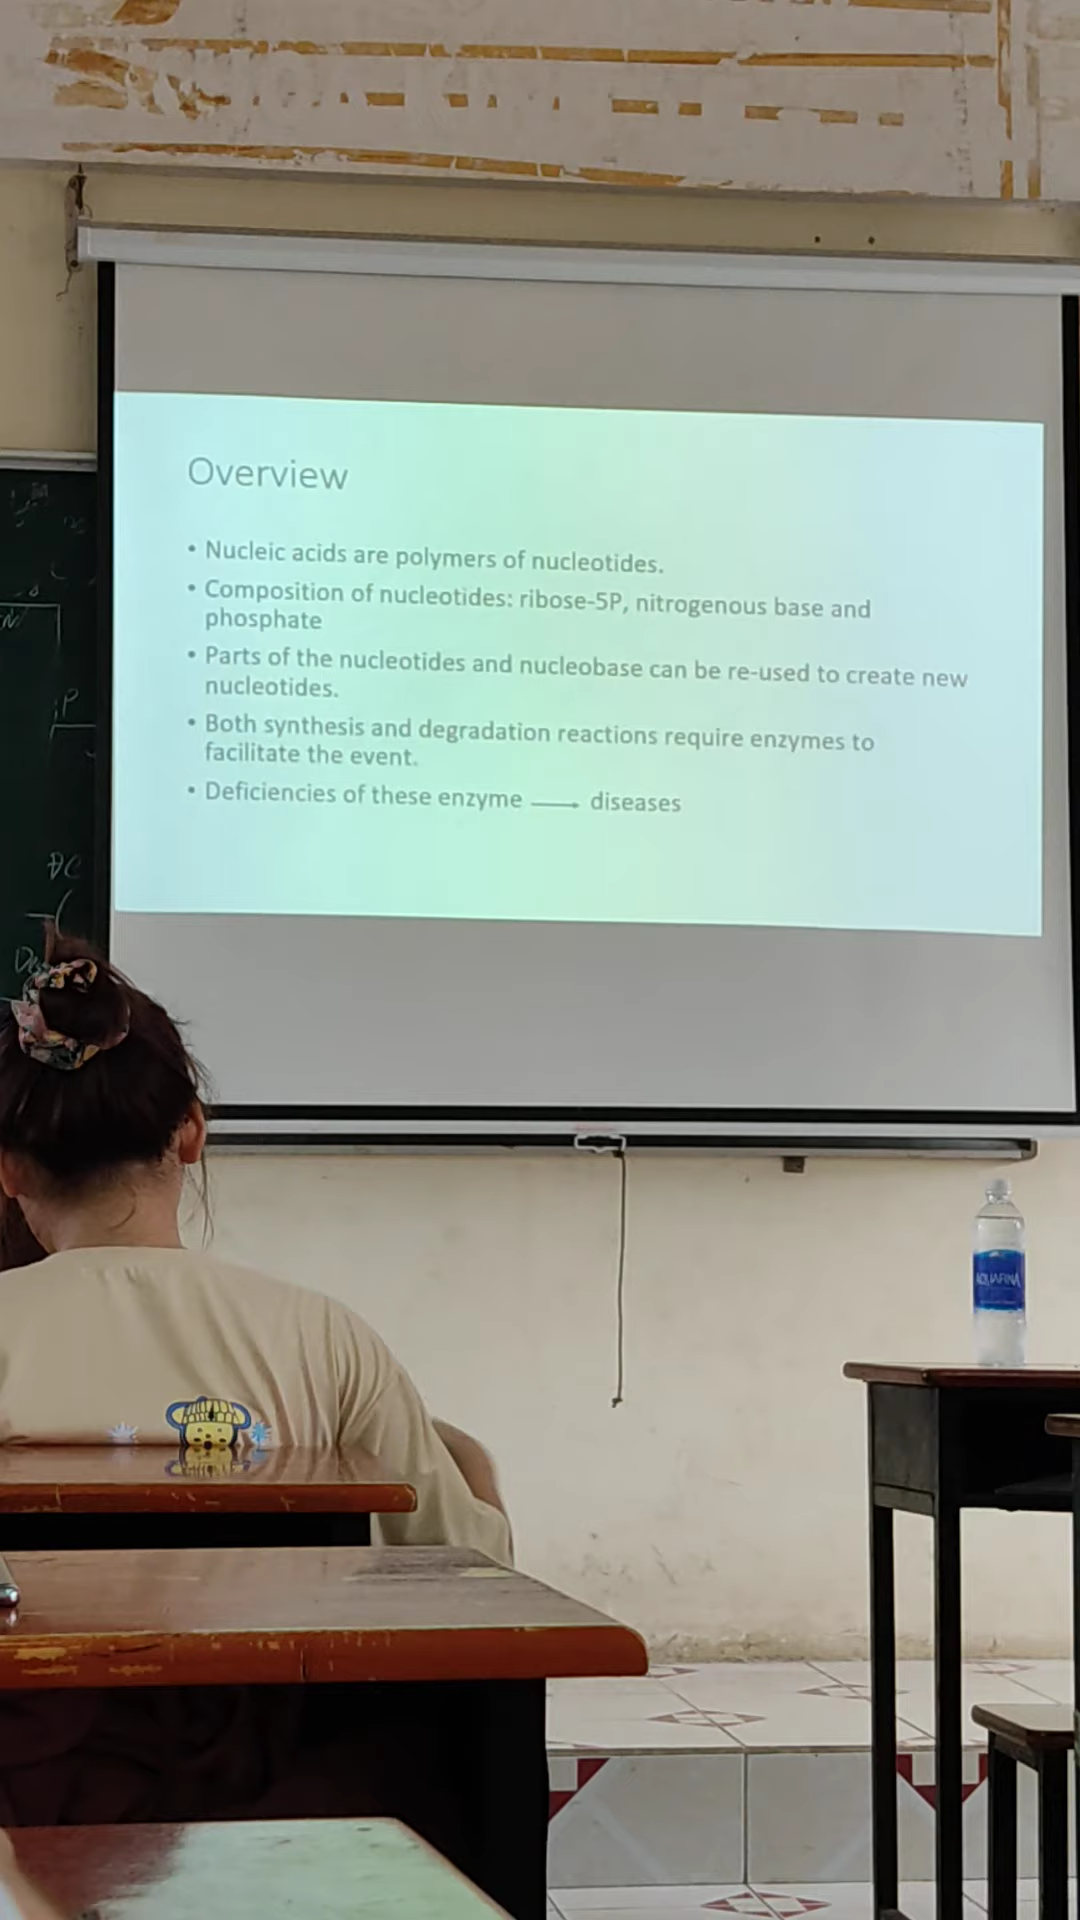 Overview
• Nucleic acids are polymers of nucleotides.
• Composition of nucleotides: ribose-5P, nitrogenous base and
phosphate
• Parts of the nucleotides and nucleobase can be re-used to create new
nucleotides.
• Both synthesis and degradation reactions require enzymes to
facilitate the event.
• Deficiencies of these enzyme → diseases
P
ĐC
AQUAFINA